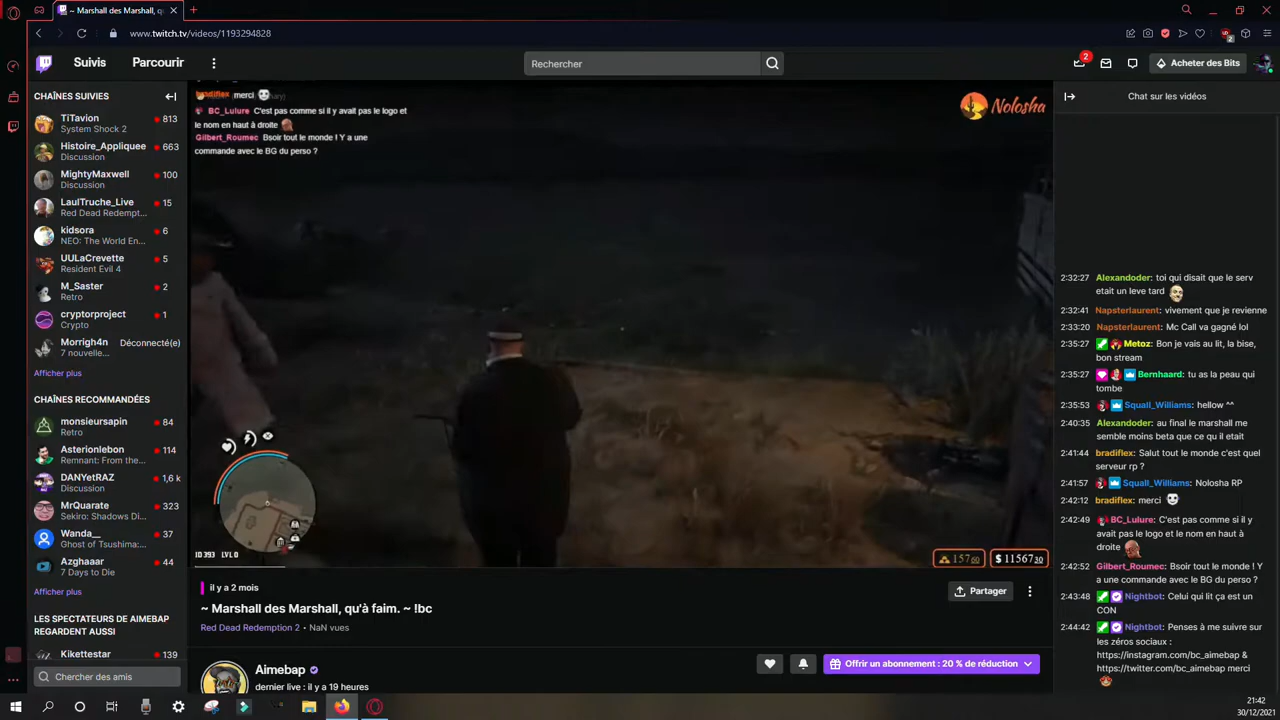 ~ Marshall des Marshall, qu
www.twitch.tv/videos/1193294828
2
Suivis
Parcourir
Rechercher
2
Acheter des Bits
CHAÎNES SUIVIES
TiTavion
813
System Shock 2
Histoire_Appliquee
663
Discussion
MightyMaxwell
100
Discussion
LaulTruche_Live
15
Red Dead Redempt...
kidsora
6
NEO: The World En...
UULaCrevette
5
Resident Evil 4
M_Saster
2
Retro
cryptorproject
1
Crypto
Morrigh4n
Déconnecté(e)
7 nouvelle...
Afficher plus
CHAÎNES RECOMMANDÉES
monsieursapin
84
Retro
Asterionlebon
114
Remnant: From the...
DANYetRAZ
1,6 k
Discussion
MrQuarate
323
Sekiro: Shadows Di...
Wanda__
37
Ghost of Tsushima:...
Azghaaar
44
7 Days to Die
Afficher plus
LES SPECTATEURS DE AIMEBAP
REGARDENT AUSSI
Kikettestar
139
Chercher des amis
bradiflex merci
BC_Lulure: C'est pas comme si il y avait pas le logo et
le nom en haut à droite
Gilbert_Roumec Bsoir tout le monde ! Y a une
commande avec le BG du perso ?
Nolosha
ID 393 LVL 0
157 60
$ 11567 30
il y a 2 mois
Partager
~ Marshall des Marshall, qu'à faim. ~ !bc
Red Dead Redemption 2 • NaN vues
Aimebap
dernier live : il y a 19 heures
Offrir un abonnement : 20 % de réduction
Chat sur les vidéos
2:32:27 Alexandoder: toi qui disait que le serv
etait un leve tard
2:32:41 Napsterlaurent: vivement que je revienne
2:33:20 Napsterlaurent: Mc Call va gagné lol
2:35:27 Metoz: Bon je vais au lit, la bise,
bon stream
2:35:27 Bernhaard: tu as la peau qui
tombe
2:35:53 Squall_Williams: hellow ^^
2:40:35 Alexandoder: au final le marshall me
semble moins beta que ce qu il etait
2:41:44 bradiflex: Salut tout le monde c'est quel
serveur rp ?
2:41:57 Squall_Williams: Nolosha RP
2:42:12 bradiflex: merci
2:42:49 BC_Lulure: C'est pas comme si il y
avait pas le logo et le nom en haut à
droite
2:42:52 Gilbert_Roumec: Bsoir tout le monde ! Y
a une commande avec le BG du perso ?
2:43:48 Nightbot: Celui qui lit ça est un
CON
2:44:42 Nightbot: Penses à me suivre sur
les zéros sociaux :
https://instagram.com/bc_aimebap &
https://twitter.com/bc_aimebap merci
21:42
30/12/2021